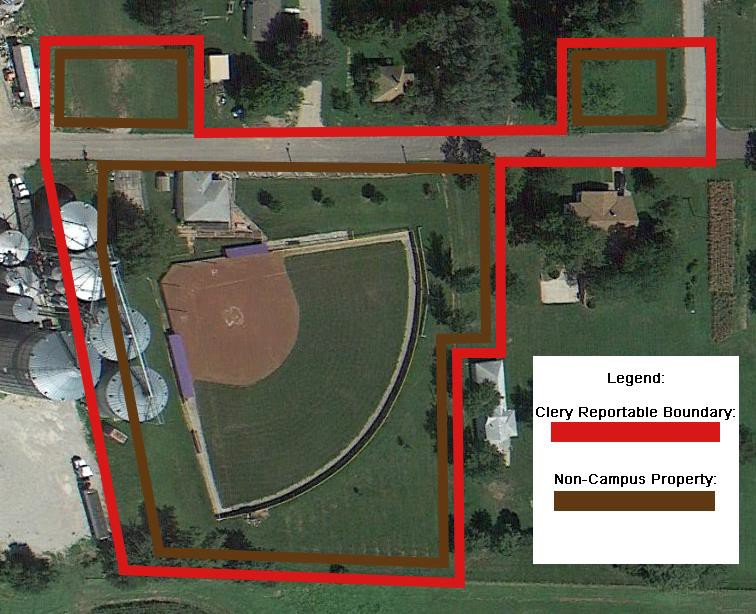 Legend:
Clery Reportable Boundary:
Non-Campus Property: